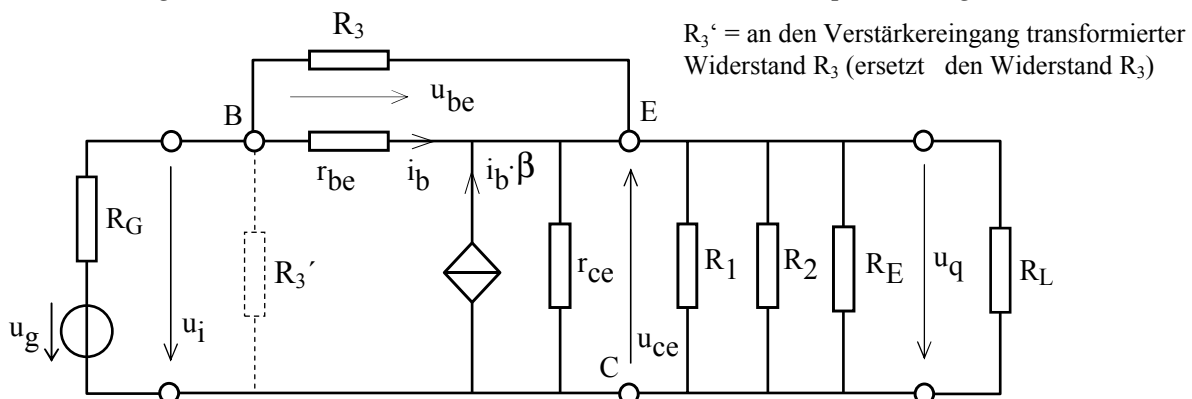 R3
R3‘ = an den Verstärkereingang transformierter
Widerstand R3 (ersetzt den Widerstand R3)
ube
B
E
rbe
ib
ib·β
RG
R3´
rce
R1
R2
RE
uq
RL
ug
ui
uce
C